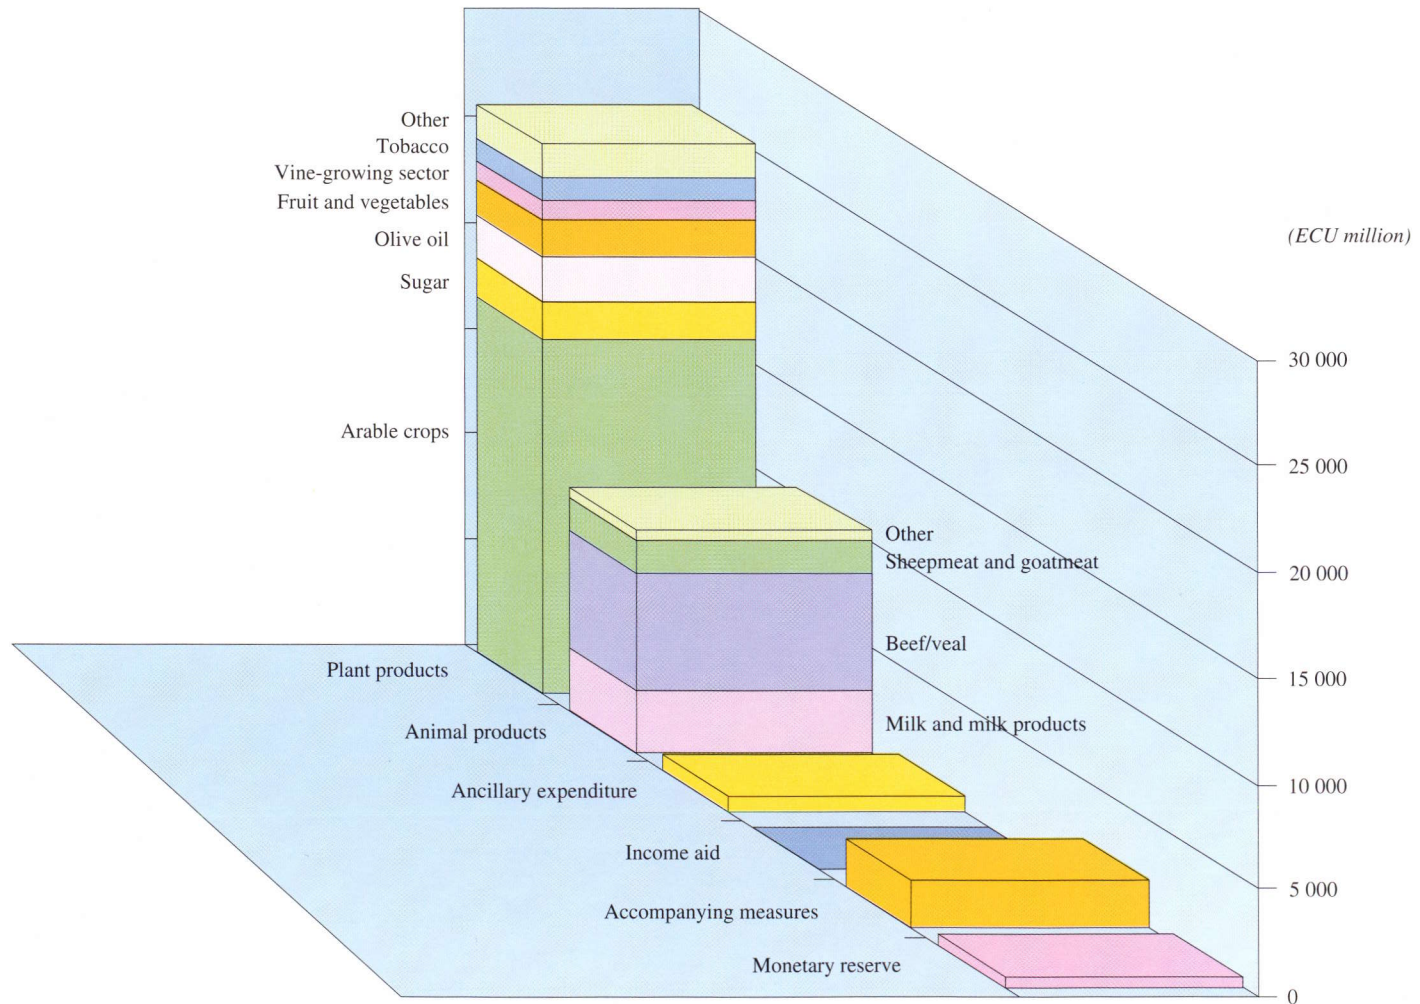 Other
Tobacco
Vine-growing sector
Fruit and vegetables
Olive oil
Sugar
Arable crops
Plant products
Animal products
Ancillary expenditure
Income aid
Accompanying measures
Monetary reserve
Other
Sheepmeat and goatmeat
Beef/veal
Milk and milk products
(ECU million)
30 000
25 000
20 000
15 000
10 000
5 000
0